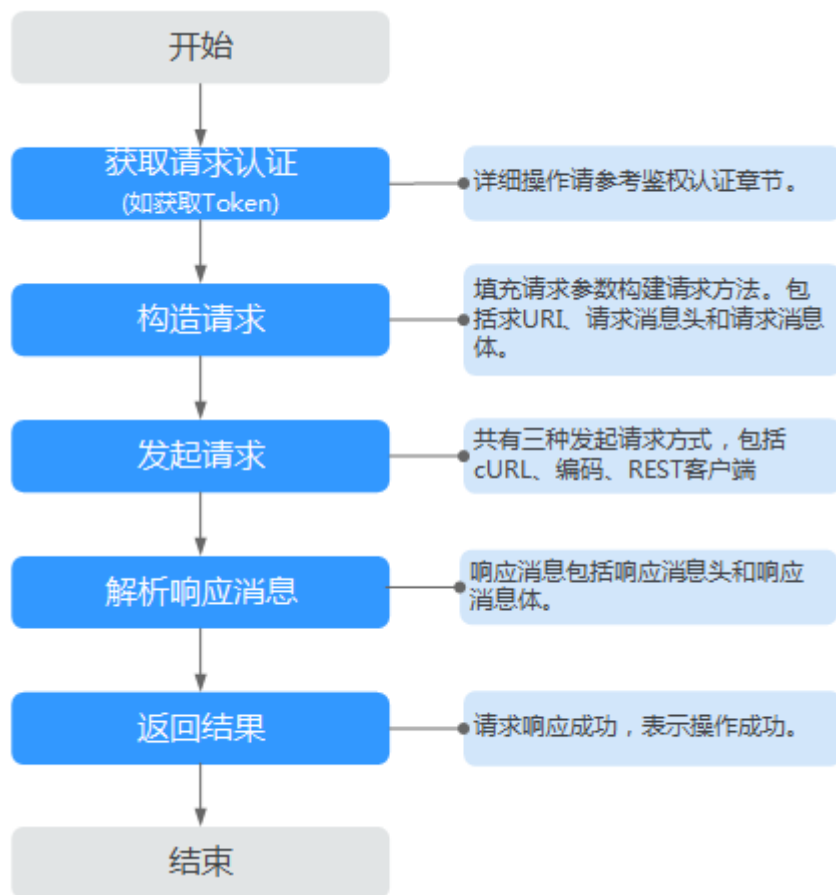 开始
获取请求认证
(如获取Token)
详细操作请参考鉴权认证章节。
构造请求
填充请求参数构建请求方法。包
括求URI、请求消息头和请求消息
体。
发起请求
共有三种发起请求方式，包括
cURL、编码、REST客户端
解析响应消息
响应消息包括响应消息头和响应
消息体。
返回结果
请求响应成功，表示操作成功。
结束